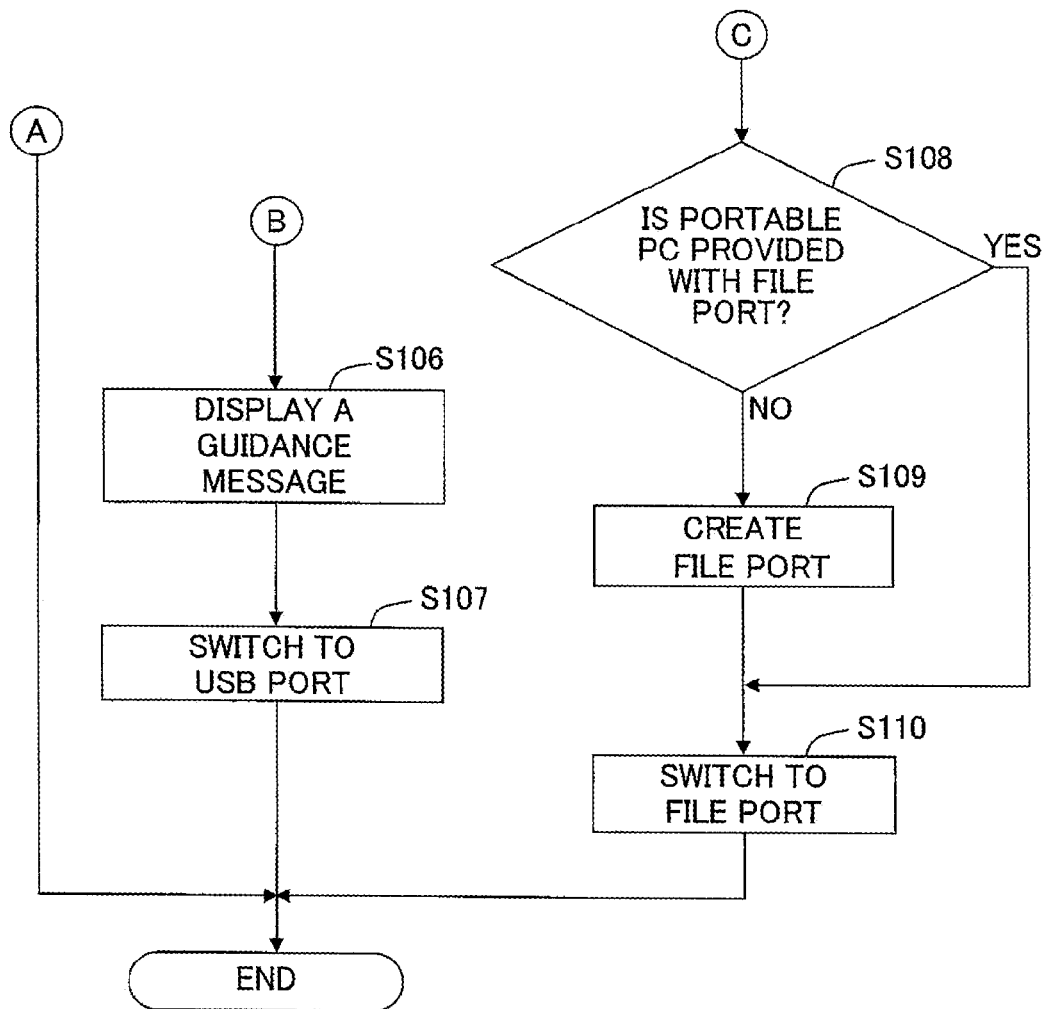 C
A
S108
B
IS PORTABLE
PC PROVIDED
WITH FILE
PORT?
YES
S106
NO
DISPLAY A
GUIDANCE
MESSAGE
S109
CREATE
FILE PORT
S107
SWITCH TO
USB PORT
S110
SWITCH TO
FILE PORT
END